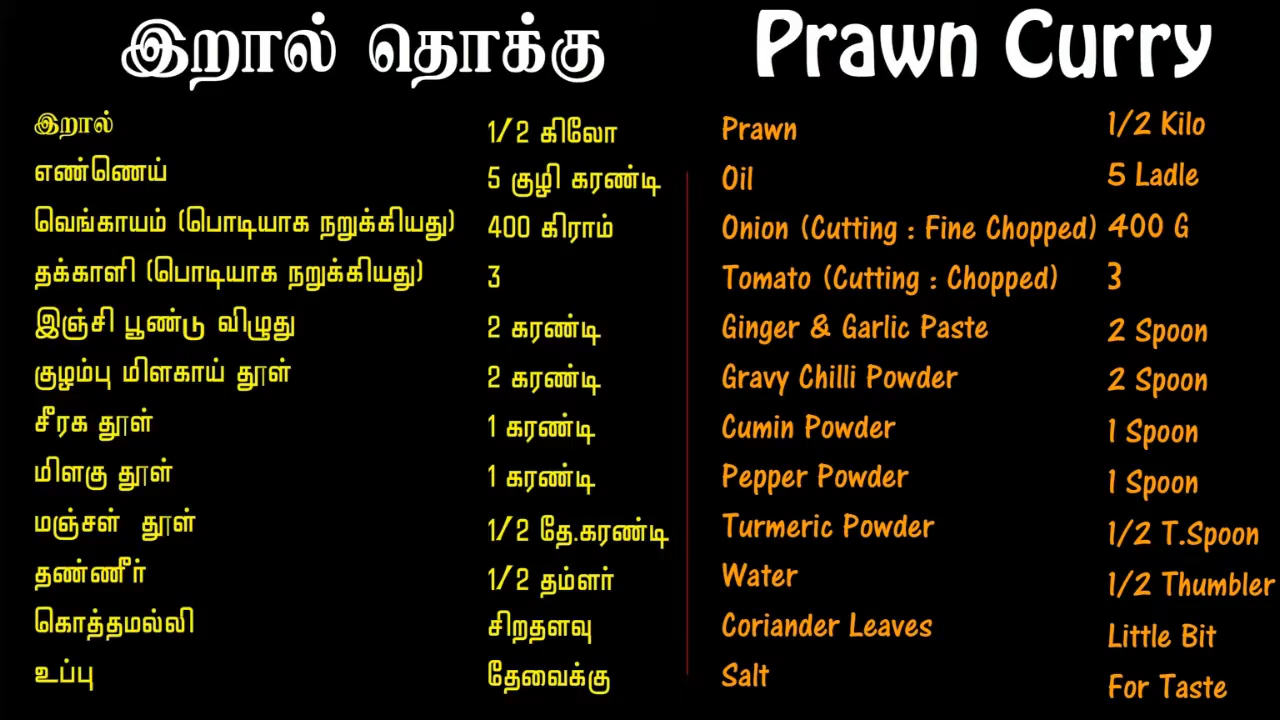 இறால் தொக்கு Prawn Curry
இறால் 1/2 கிலோ Prawn 1/2 Kilo
எண்ணெய் 5 குழி கரண்டி Oil 5 Ladle
வெங்காயம் (பொடியாக நறுக்கியது) 400 கிராம் Onion (Cutting : Fine Chopped) 400 G
தக்காளி (பொடியாக நறுக்கியது) 3 Tomato (Cutting : Chopped) 3
இஞ்சி பூண்டு விழுது 2 கரண்டி Ginger & Garlic Paste 2 Spoon
குழம்பு மிளகாய் தூள் 2 கரண்டி Gravy Chilli Powder 2 Spoon
சீரக தூள் 1 கரண்டி Cumin Powder 1 Spoon
மிளகு தூள் 1 கரண்டி Pepper Powder 1 Spoon
மஞ்சள் தூள் 1/2 தே.கரண்டி Turmeric Powder 1/2 T.Spoon
தண்ணீர் 1/2 தம்ளர் Water 1/2 Thumbler
கொத்தமல்லி சிறதளவு Coriander Leaves Little Bit
உப்பு தேவைக்கு Salt For Taste